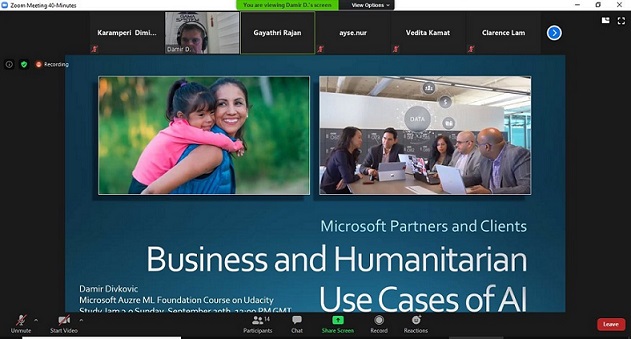 Zoom Meeting 40-Minutes
You are viewing Damir D.'s screen
View Options
Karamperi Dimi...
Damir D.
Gayathri Rajan
ayse.nur
Vedita Kamat
Clarence Lam
Recording
DATA
Microsoft Partners and Clients
Business and Humanitarian
Use Cases of AI
Damir Divkovic
Microsoft Auzre ML Foundation Course on Udacity
Unmute
Start Video
14
Participants
Chat
Share Screen
Record
Reactions
Leave